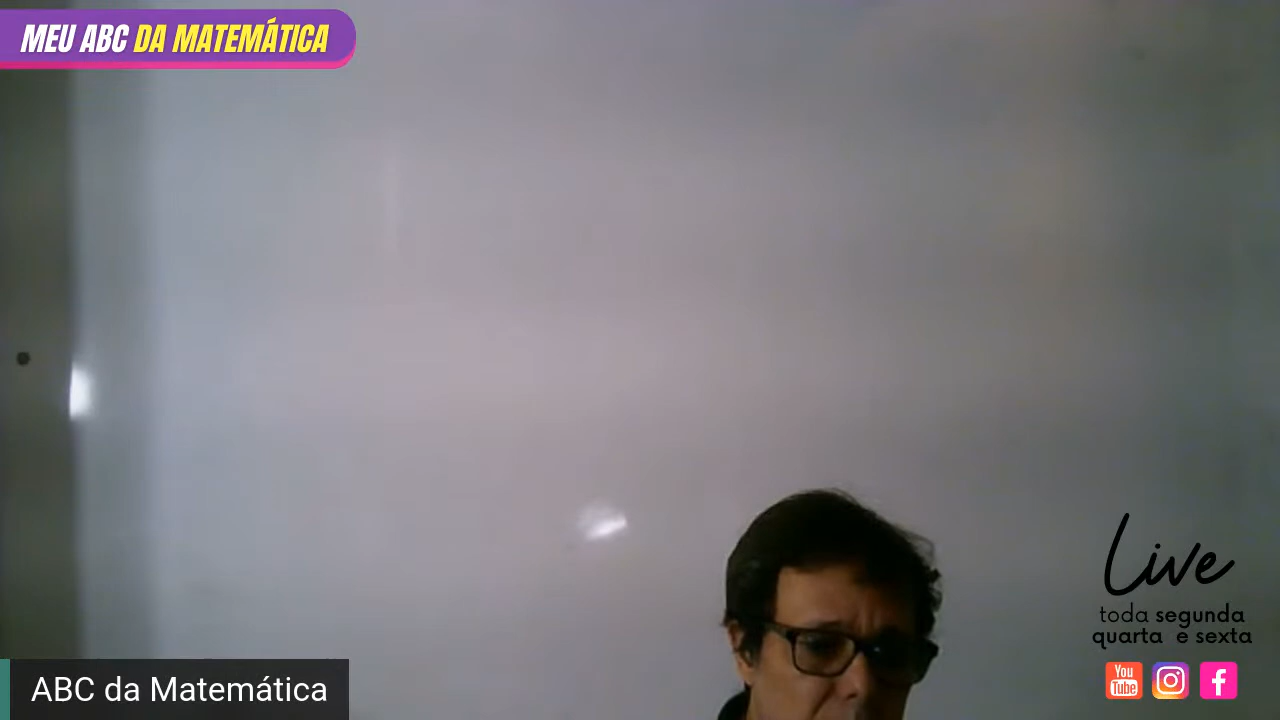 MEU ABC DA MATEMÁTICA
Live
toda segunda
quarta e sexta
You
Tube
ABC da Matemática